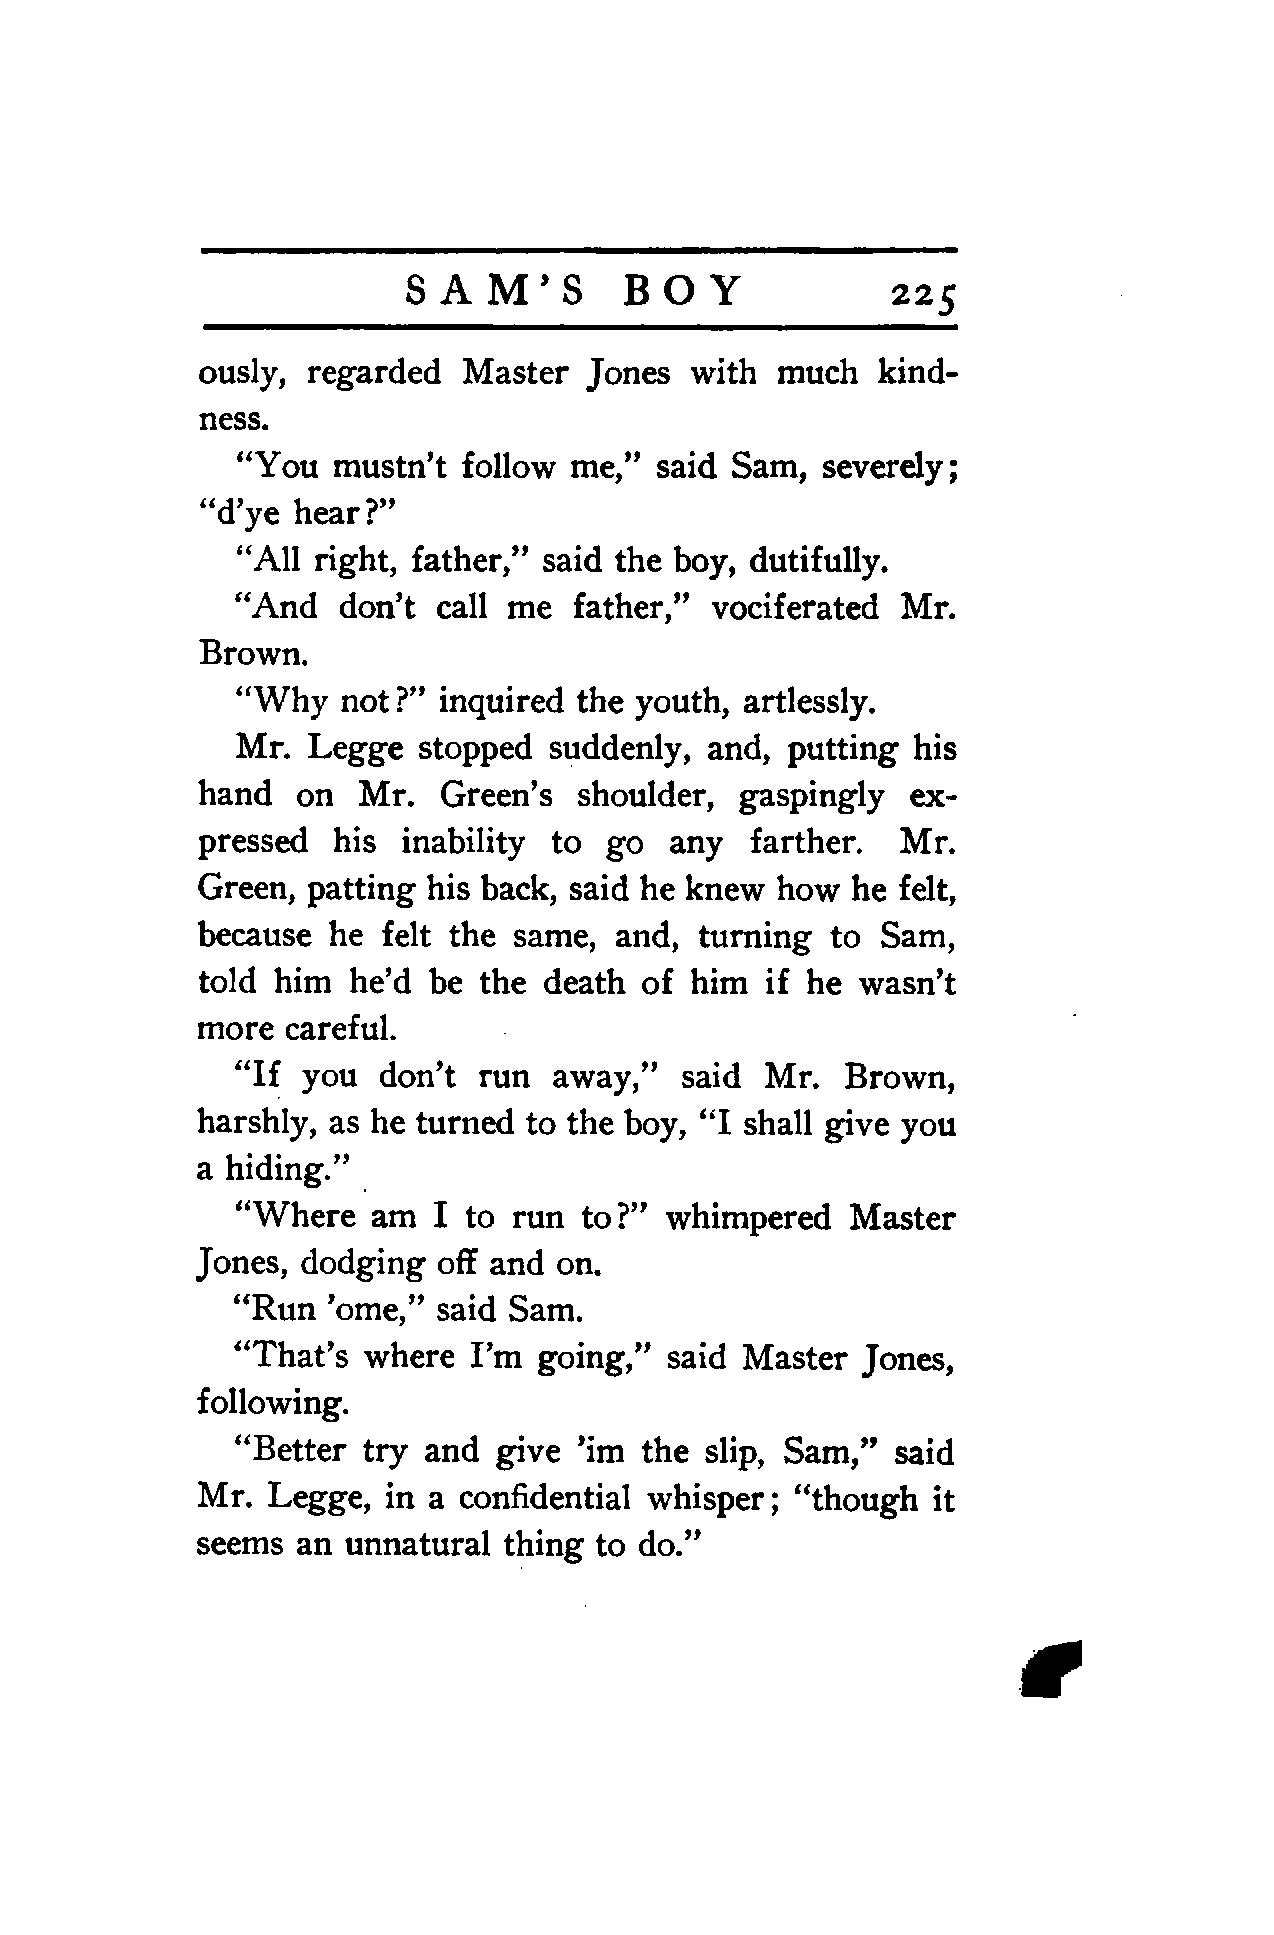 SAM'S BOY 225
ously, regarded Master Jones with much kind-
ness.
"You mustn't follow me," said Sam, severely;
"d'ye hear?"
"All right, father," said the boy, dutifully.
"And don't call me father," vociferated Mr.
Brown.
"Why not?" inquired the youth, artlessly.
Mr. Legge stopped suddenly, and, putting his
hand on Mr. Green's shoulder, gaspingly ex-
pressed his inability to go any farther. Mr.
Green, patting his back, said he knew how he felt,
because he felt the same, and, turning to Sam,
told him he'd be the death of him if he wasn't
more careful.
"If you don't run away," said Mr. Brown,
harshly, as he turned to the boy, "I shall give you
a hiding."
"Where am I to run to?" whimpered Master
Jones, dodging off and on.
"Run 'ome," said Sam.
"That's where I'm going," said Master Jones,
following.
"Better try and give 'im the slip, Sam," said
Mr. Legge, in a confidential whisper; "though it
seems an unnatural thing to do."